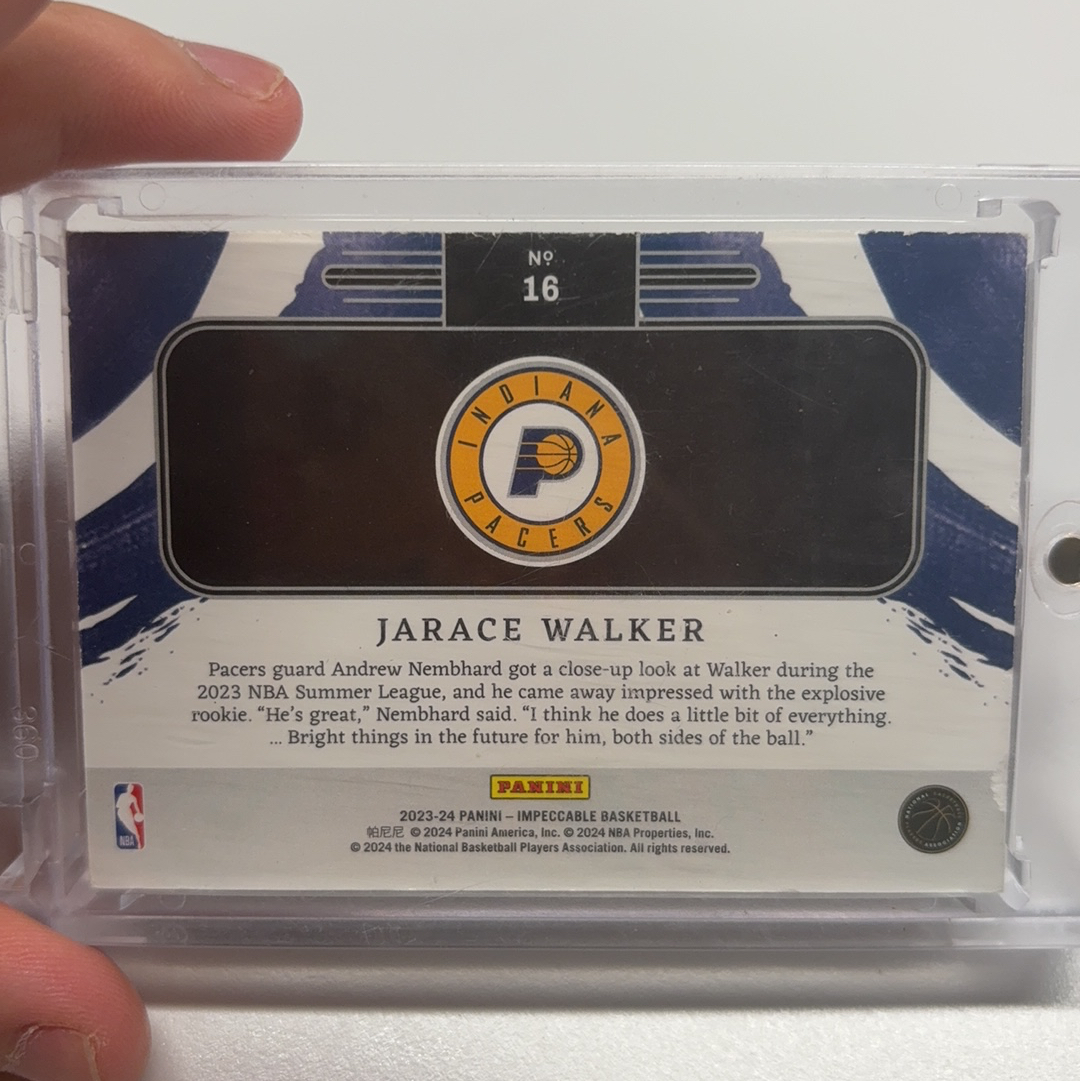 Nº
16
INDIANA
PACERS
JARACE WALKER
Pacers guard Andrew Nembhard got a close-up look at Walker during the
2023 NBA Summer League, and he came away impressed with the explosive
rookie. “He’s great,” Nembhard said. “I think he does a little bit of everything.
... Bright things in the future for him, both sides of the ball.”
PANINI
NBA
2023-24 PANINI – IMPECCABLE BASKETBALL
帕尼尼 © 2024 Panini America, Inc. © 2024 NBA Properties, Inc.
© 2024 the National Basketball Players Association. All rights reserved.
360